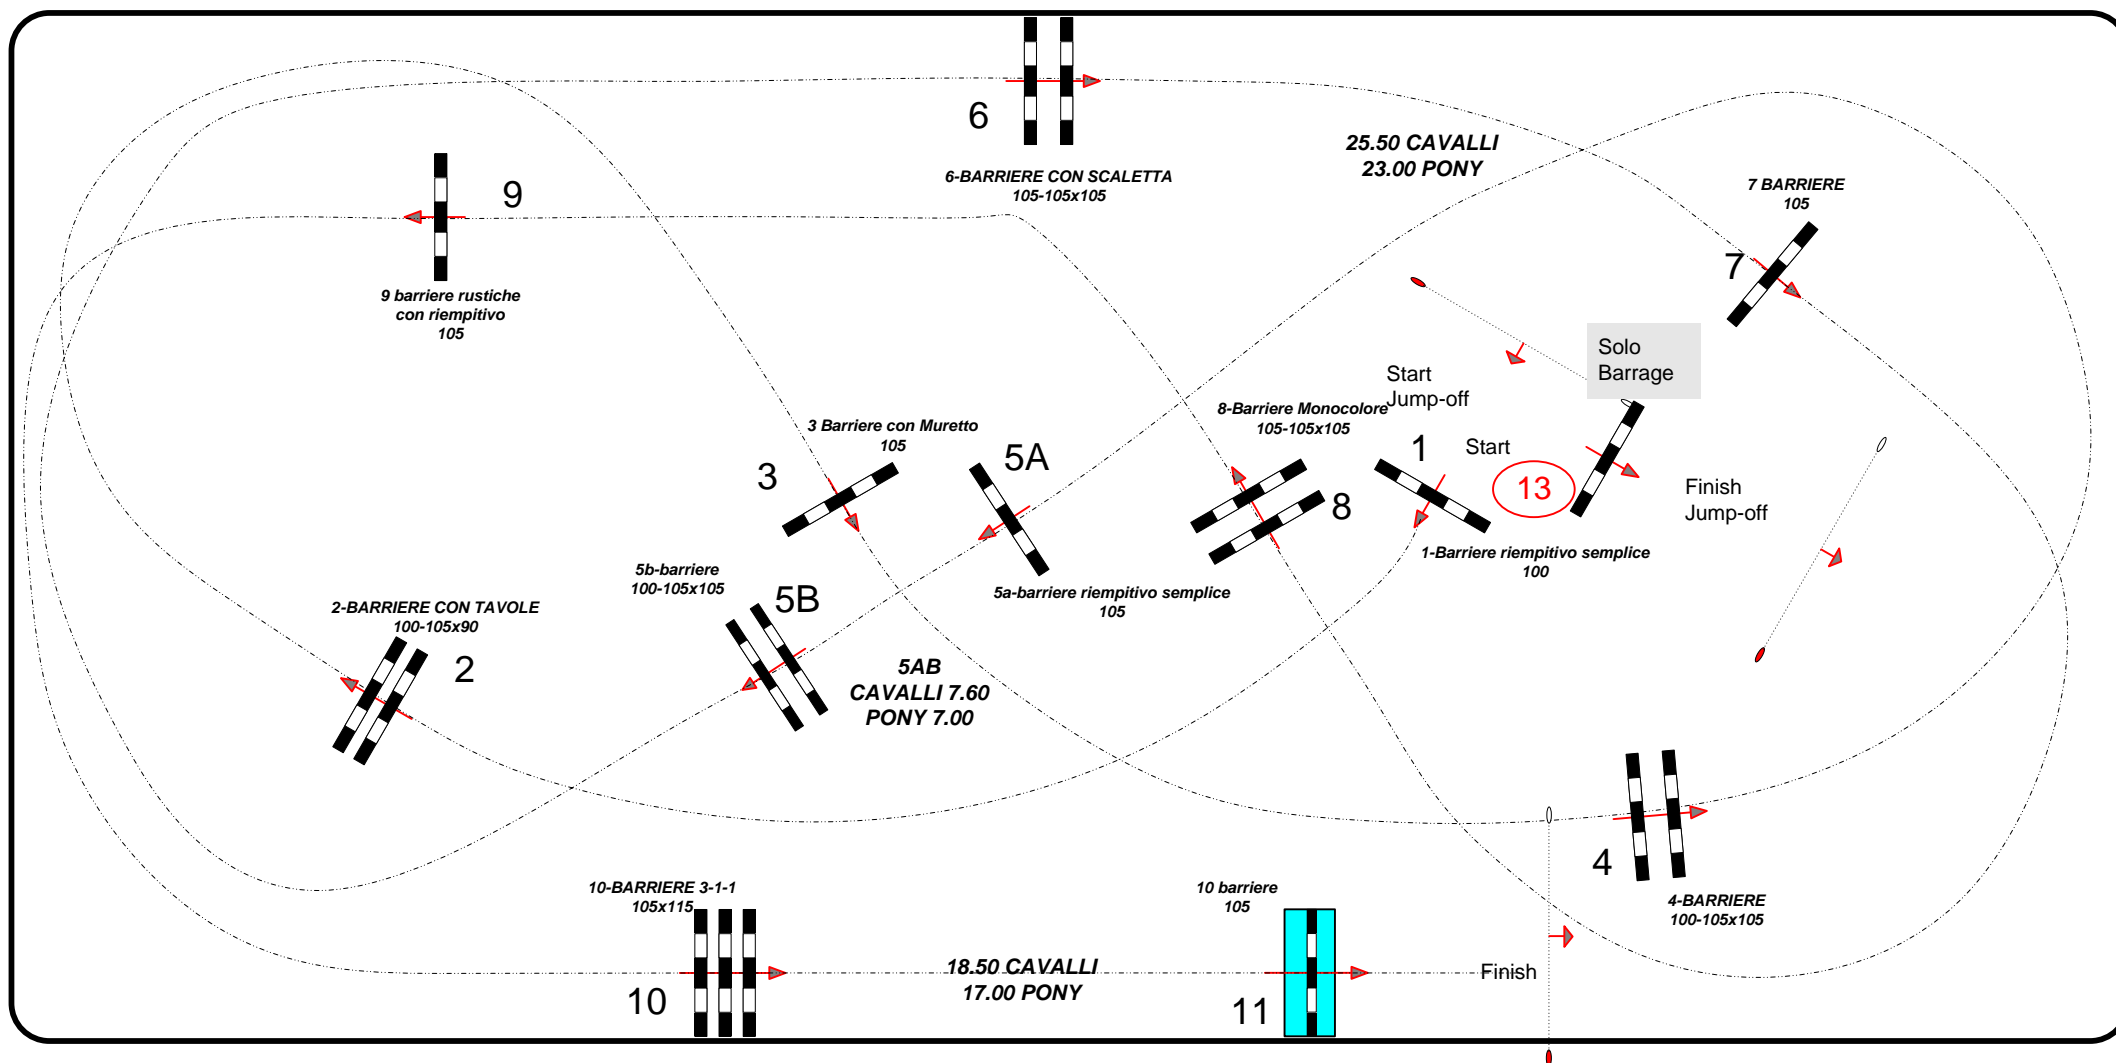 6
6-BARRIERE CON SCALETTA
105-105x105
25.50 CAVALLI
23.00 PONY
7 BARRIERE
105
7
9
9 barriere rustiche
con riempitivo
105
Solo
Barrage
Start
Jump-off
8-Barriere Monocolore
105-105x105
8
1
Start
13
1-Barriere riempitivo semplice
100
Finish
Jump-off
3 Barriere con Muretto
105
3
5A
5a-barriere riempitivo semplice
105
5b-barriere
100-105x105
5B
5AB
CAVALLI 7.60
PONY 7.00
2-BARRIERE CON TAVOLE
100-105x90
2
4
4-BARRIERE
100-105x105
10-BARRIERE 3-1-1
105x115
10
18.50 CAVALLI
17.00 PONY
10 barriere
105
11
Finish